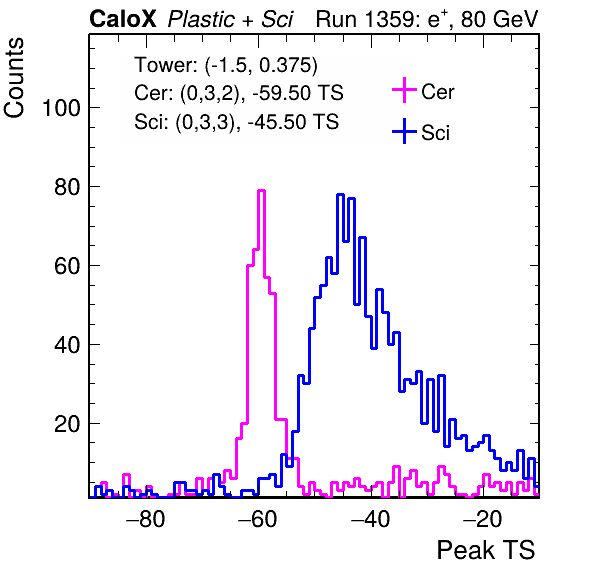 CaloX Plastic + Sci Run 1359: e+, 80 GeV
Counts
Tower: (-1.5, 0.375)
Cer: (0,3,2), -59.50 TS
Sci: (0,3,3), -45.50 TS
Cer
Sci
100
80
60
40
20
−80 −60 −40 −20
Peak TS